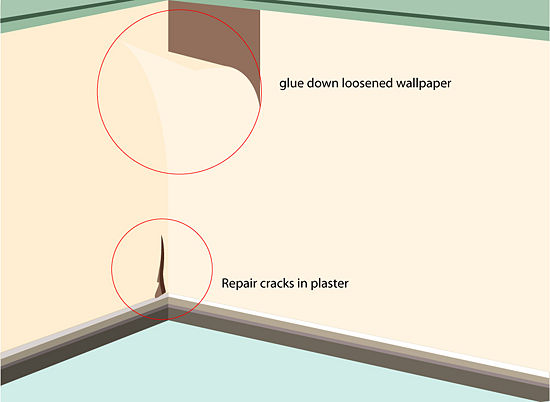 glue down loosened wallpaper
Repair cracks in plaster